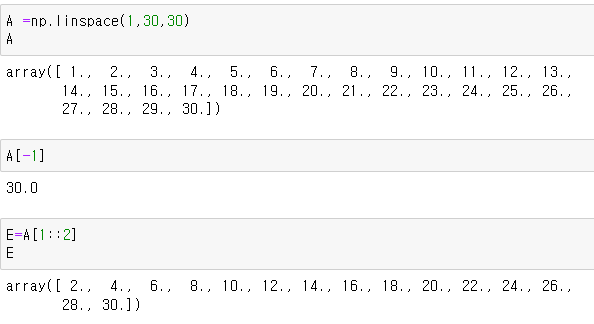 A =np.linspace(1,30,30)
A
array([ 1.,  2.,  3.,  4.,  5.,  6.,  7.,  8.,  9., 10., 11., 12., 13.,
       14., 15., 16., 17., 18., 19., 20., 21., 22., 23., 24., 25., 26.,
       27., 28., 29., 30.])
A[-1]
30.0
E=A[1::2]
E
array([ 2.,  4.,  6.,  8., 10., 12., 14., 16., 18., 20., 22., 24., 26.,
       28., 30.])